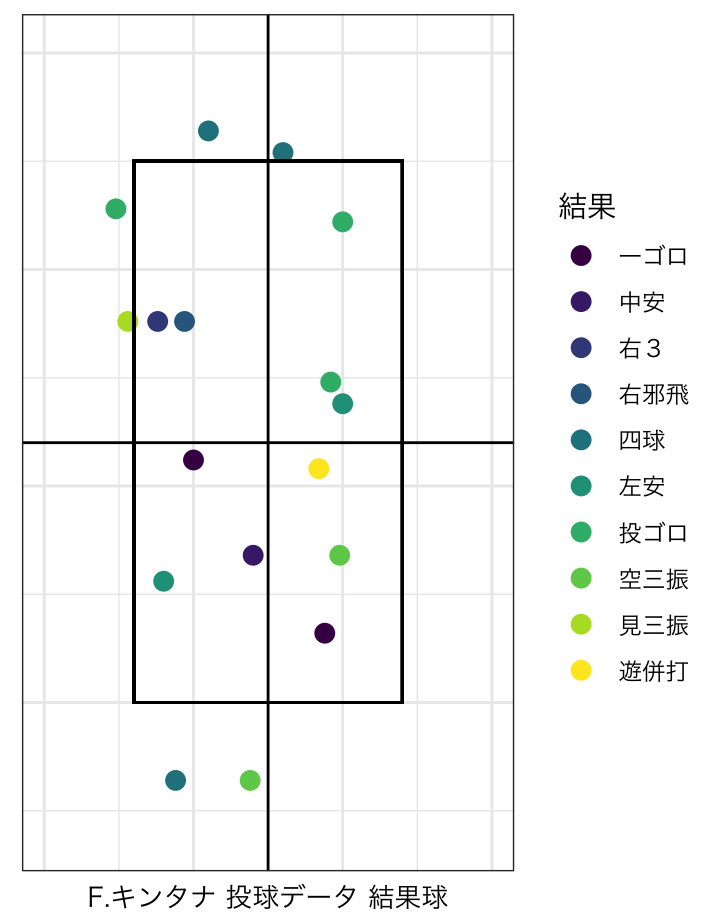 結果
一ゴロ
中安
右３
右邪飛
四球
左安
投ゴロ
空三振
見三振
遊併打
F.キンタナ 投球データ 結果球